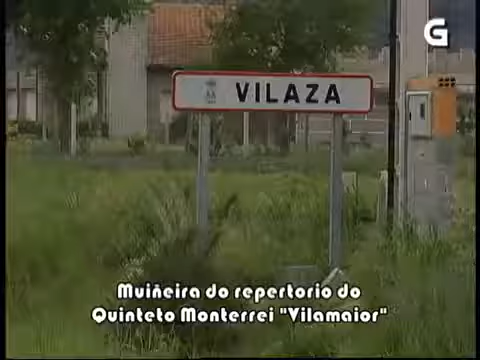 G
VILAZA
Muiñeira do repertorio do
Quinteto Monterrei "Vilamaior"